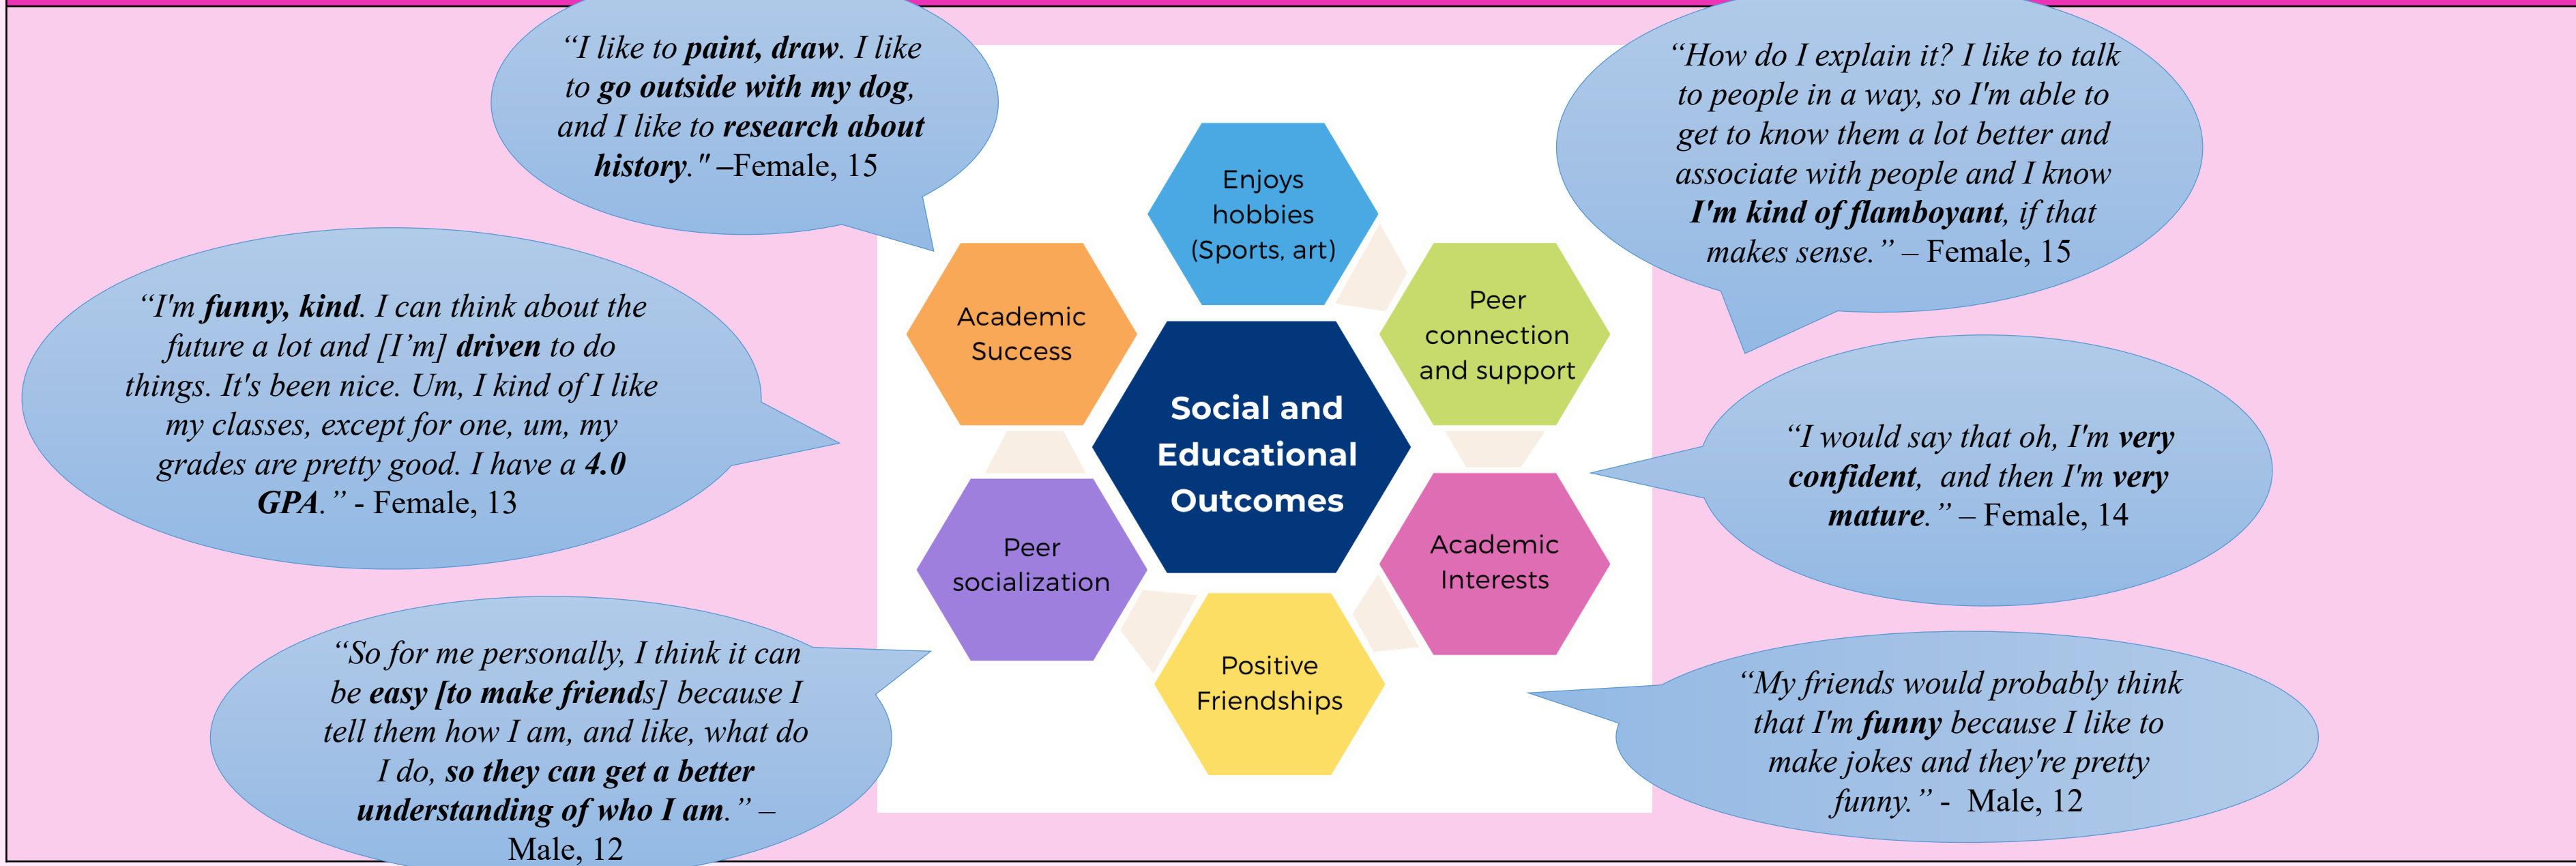 “I like to paint, draw. I like
to go outside with my dog,
and I like to research about
history." –Female, 15
“I'm funny, kind. I can think about the
future a lot and [I’m] driven to do
things. It's been nice. Um, I kind of I like
my classes, except for one, um, my
grades are pretty good. I have a 4.0
GPA.” - Female, 13
“So for me personally, I think it can
be easy [to make friends] because I
tell them how I am, and like, what do
I do, so they can get a better
understanding of who I am.” –
Male, 12
Enjoys
hobbies
(Sports, art)
Academic
Success
Peer
connection
and support
Social and
Educational
Outcomes
Peer
socialization
Academic
Interests
Positive
Friendships
“How do I explain it? I like to talk
to people in a way, so I'm able to
get to know them a lot better and
associate with people and I know
I'm kind of flamboyant, if that
makes sense.” – Female, 15
“I would say that oh, I'm very
confident,  and then I'm very
mature.” – Female, 14
“My friends would probably think
that I'm funny because I like to
make jokes and they're pretty
funny.” -  Male, 12